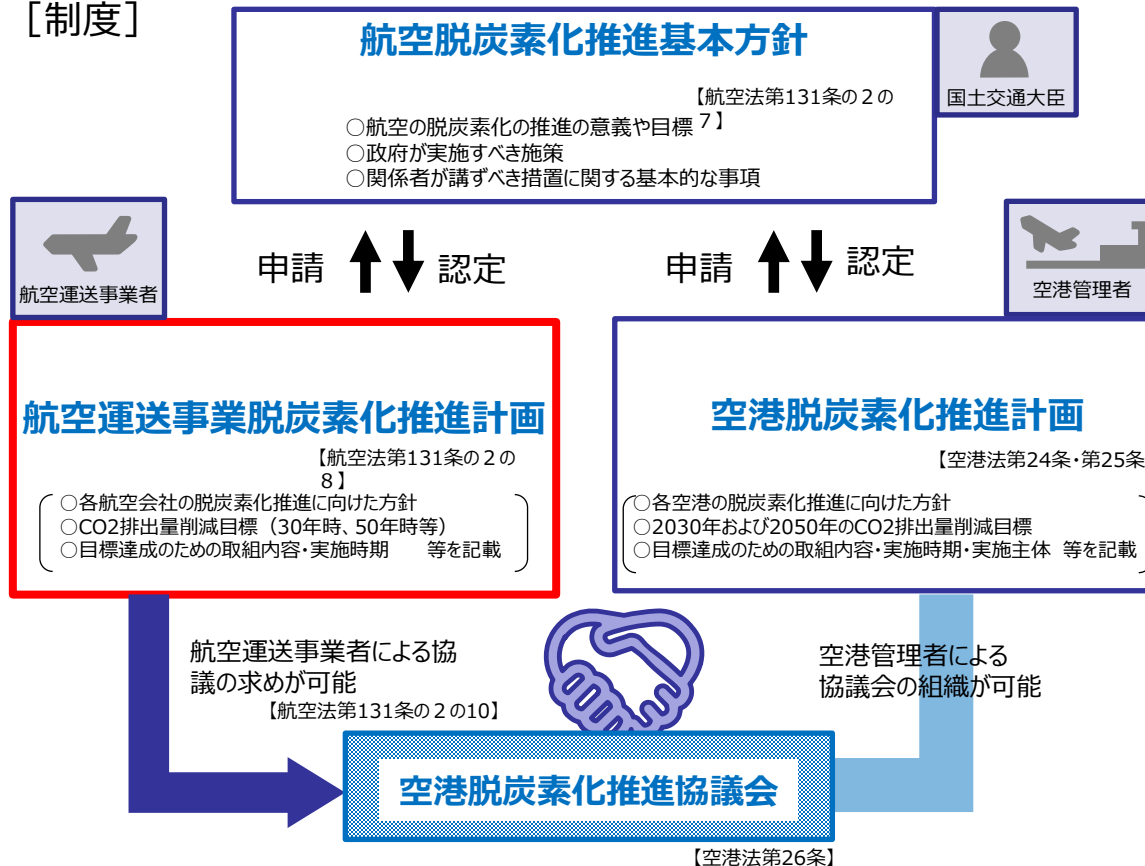 ［制度］
航空脱炭素化推進基本方針
【航空法第131条の２の
７】
○航空の脱炭素化の推進の意義や目標
○政府が実施すべき施策
○関係者が講ずべき措置に関する基本的な事項
国土交通大臣
航空運送事業者
申請
認定
申請
認定
空港管理者
航空運送事業脱炭素化推進計画
【航空法第131条の２の
８】
○各航空会社の脱炭素化推進に向けた方針
○CO2排出量削減目標（30年時、50年時等）
○目標達成のための取組内容・実施時期　　等を記載
空港脱炭素化推進計画
【空港法第24条・第25条
○各空港の脱炭素化推進に向けた方針
○2030年および2050年のCO2排出量削減目標
○目標達成のための取組内容・実施時期・実施主体　等を記載
航空運送事業者による協
議の求めが可能
【航空法第131条の２の10】
空港管理者による
協議会の組織が可能
空港脱炭素化推進協議会
【空港法第26条】